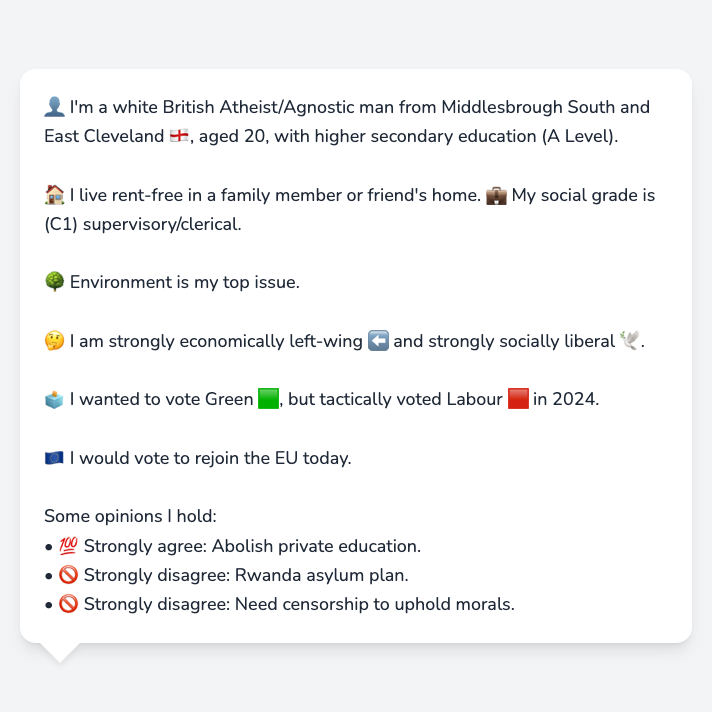 👤 I'm a white British Atheist/Agnostic man from Middlesbrough South and
East Cleveland 🏴󠁧󠁢󠁥󠁮󠁧󠁿, aged 20, with higher secondary education (A Level).
🏠 I live rent-free in a family member or friend's home. 💼 My social grade is
(C1) supervisory/clerical.
🌳 Environment is my top issue.
🤔 I am strongly economically left-wing ⬅️ and strongly socially liberal 🕊️.
🗳️ I wanted to vote Green 🟩, but tactically voted Labour 🟥 in 2024.
🇪🇺 I would vote to rejoin the EU today.
Some opinions I hold:
• 💯 Strongly agree: Abolish private education.
• 🚫 Strongly disagree: Rwanda asylum plan.
• 🚫 Strongly disagree: Need censorship to uphold morals.